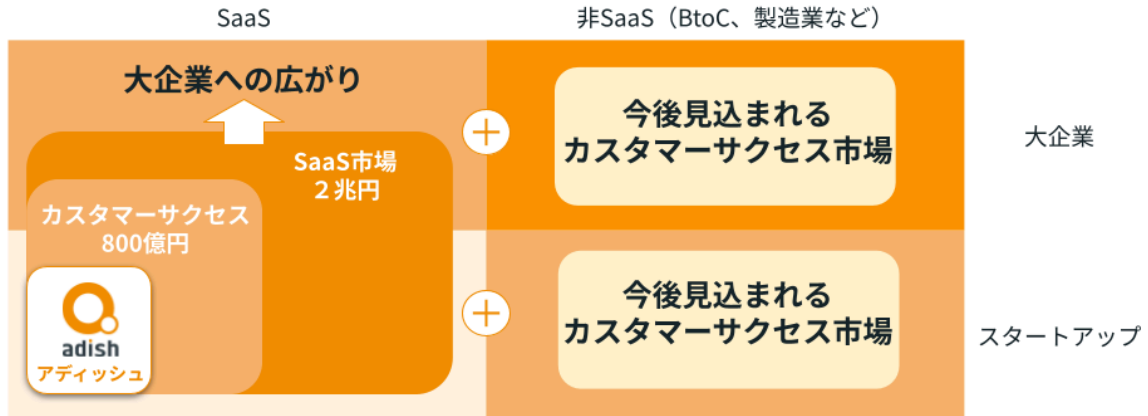 SaaS
非SaaS（BtoC、製造業など）
大企業への広がり
今後見込まれる
カスタマーサクセス市場
大企業
SaaS市場
２兆円
カスタマーサクセス
800億円
adish
アディッシュ
今後見込まれる
カスタマーサクセス市場
スタートアップ